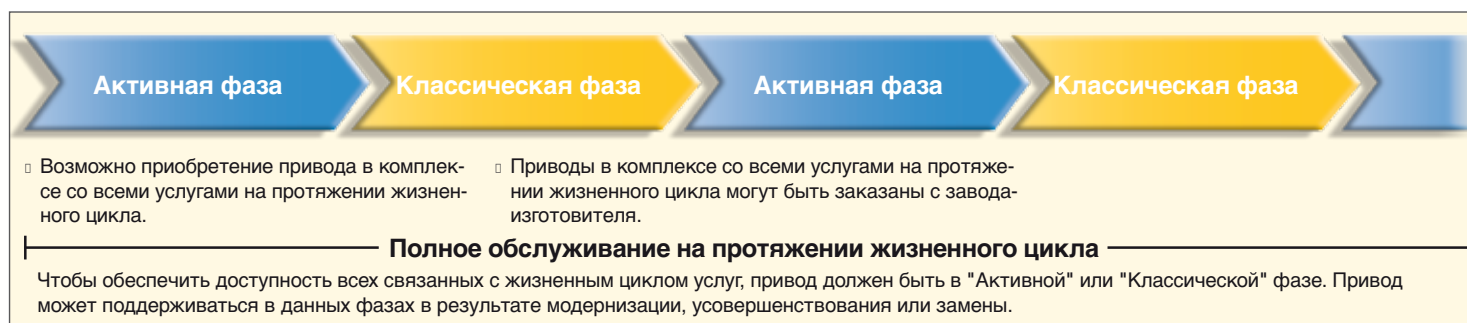 Активная фаза
Классическая фаза
Активная фаза
Классическая фаза
Возможно приобретение привода в комплек-
се со всеми услугами на протяжении жизнен-
ного цикла.
Приводы в комплексе со всеми услугами на протяже-
нии жизненного цикла могут быть заказаны с завода-
изготовителя.
Полное обслуживание на протяжении жизненного цикла
Чтобы обеспечить доступность всех связанных с жизненным циклом услуг, привод должен быть в "Активной" или "Классической" фазе. Привод
может поддерживаться в данных фазах в результате модернизации, усовершенствования или замены.